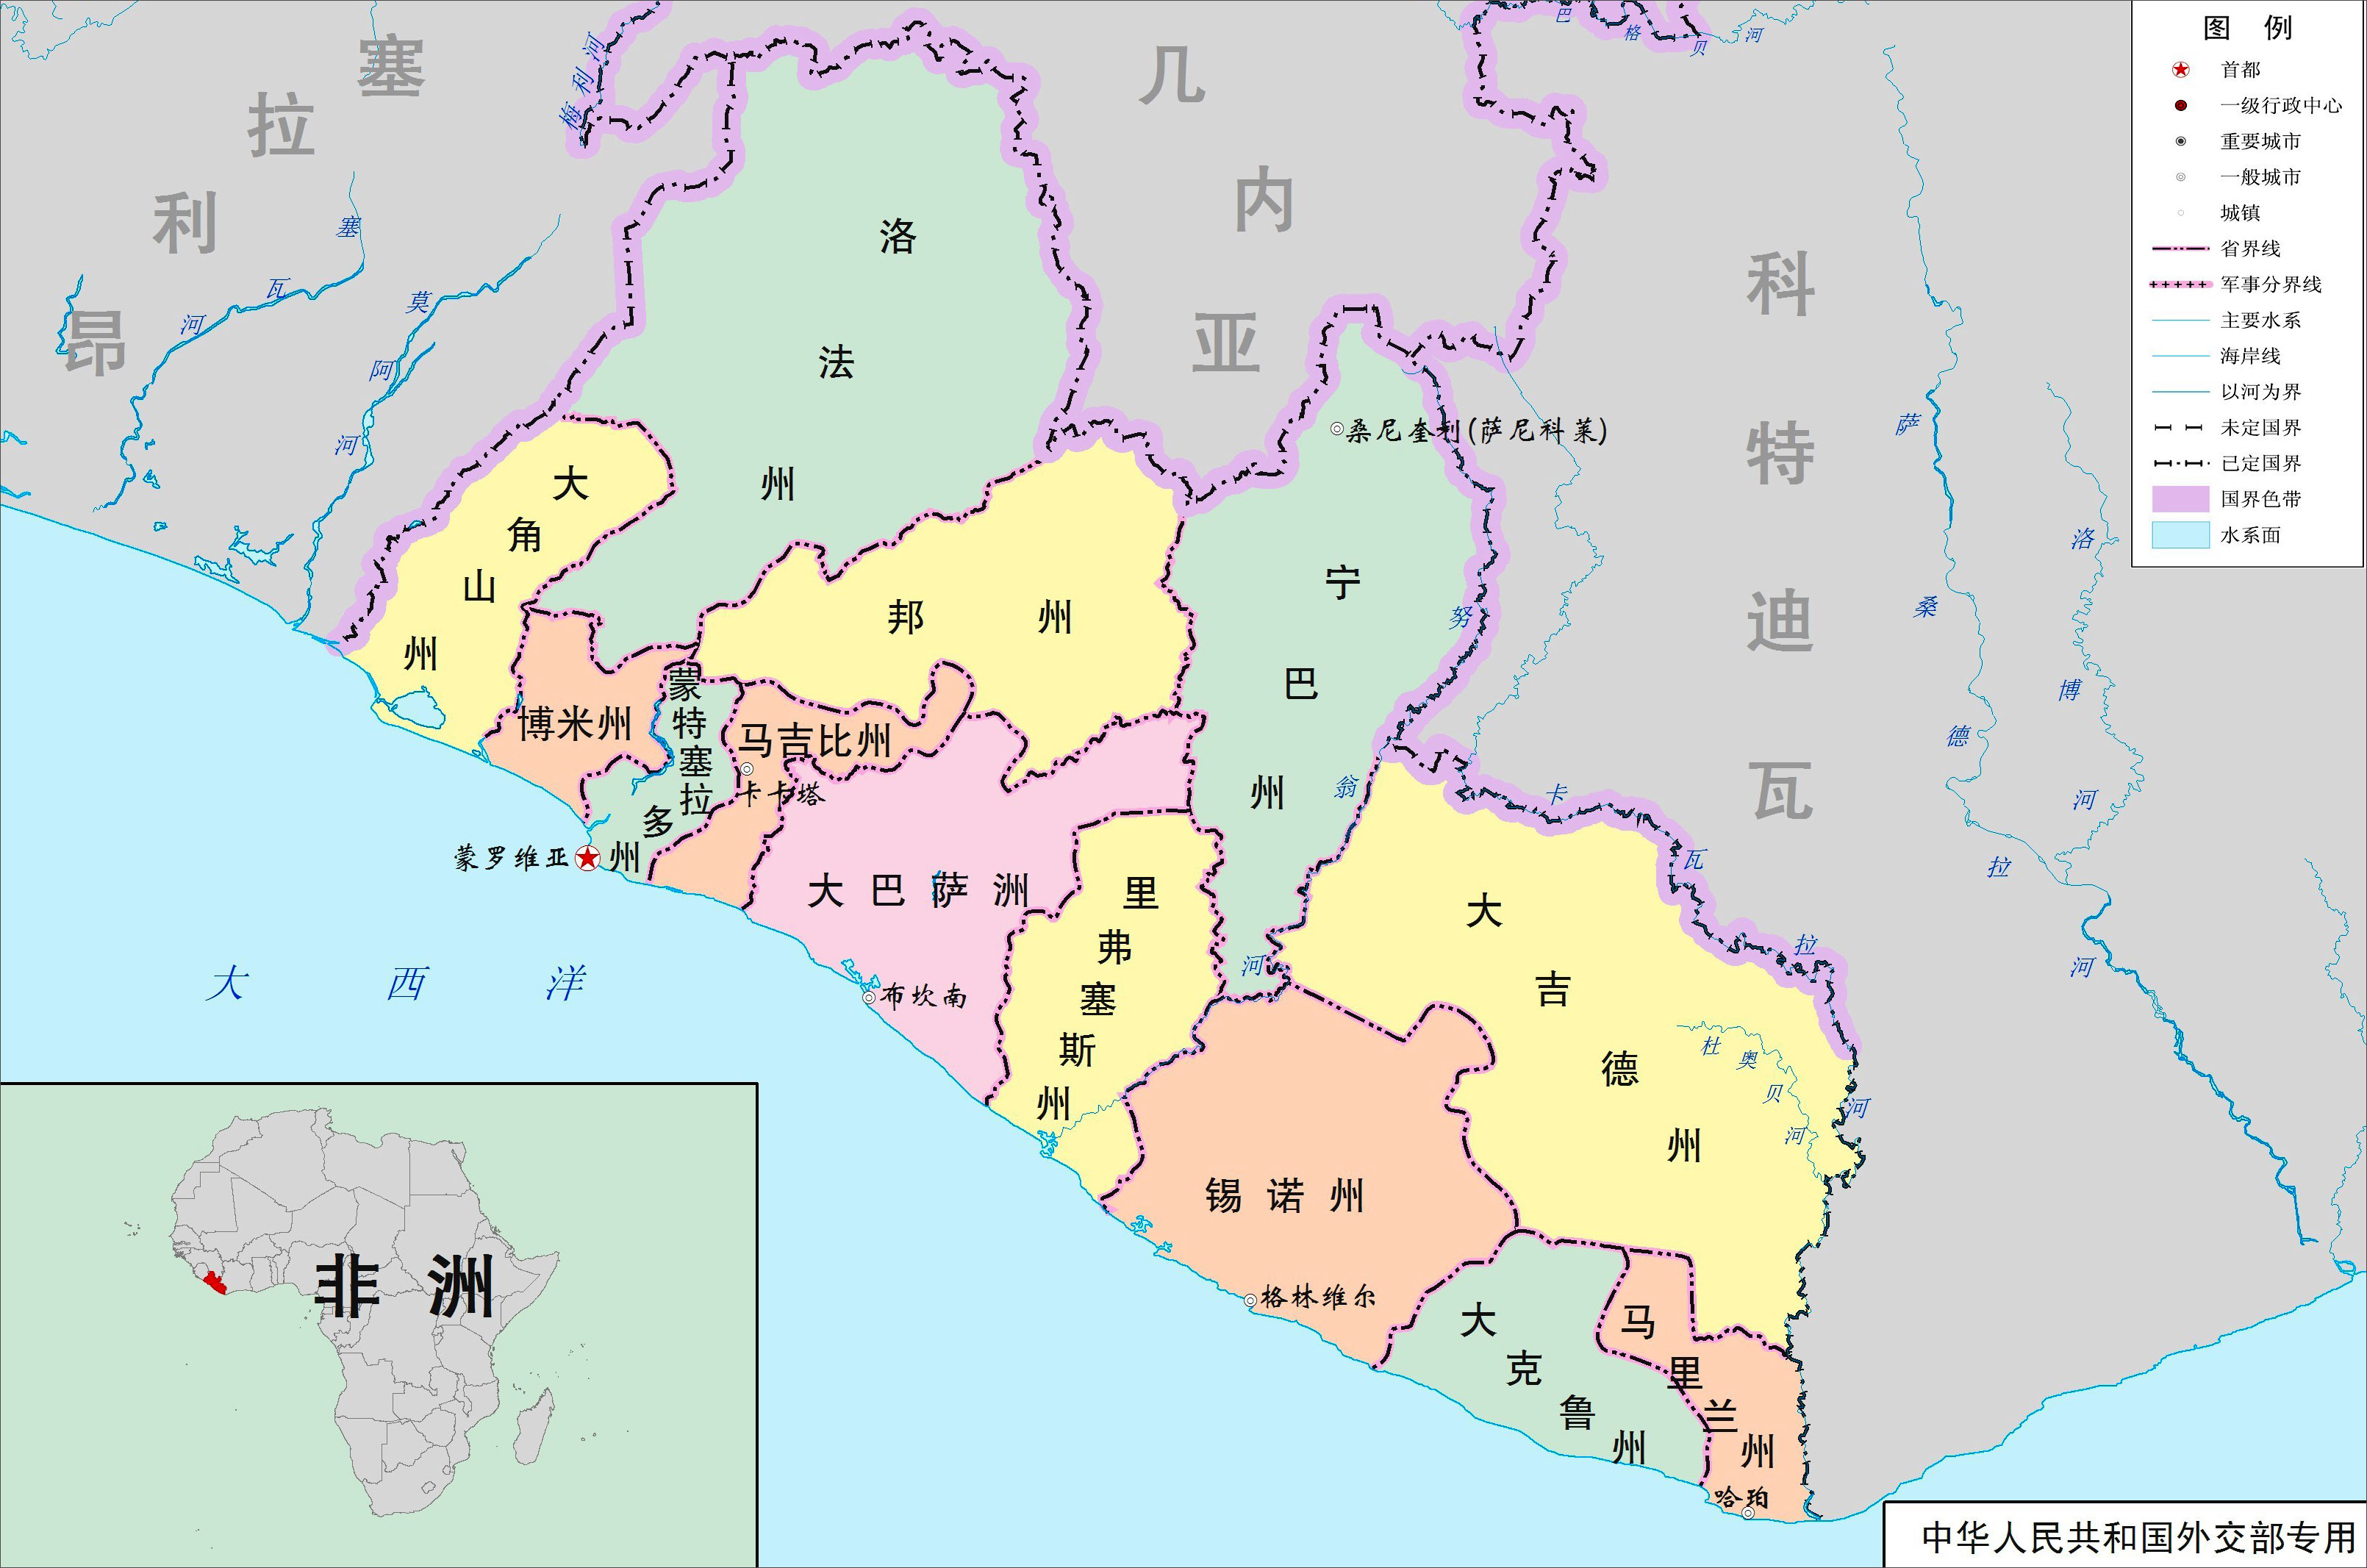 塞拉利昂
几内亚
科特迪瓦
梅利河
巴格贝河
塞瓦河
莫阿河
萨桑德拉河
洛博河
努
翁
河
卡瓦拉河
杜奥贝河
洛法州
大角山州
邦州
宁巴州
博米州
蒙特塞拉多州
马吉比州
大巴萨洲
里弗塞斯州
大吉德州
锡诺州
大克鲁州
马里兰州
桑尼奎利(萨尼科莱)
卡卡塔
蒙罗维亚
布坎南
格林维尔
哈珀
大西洋
非洲
图例
首都
一级行政中心
重要城市
一般城市
城镇
省界线
军事分界线
主要水系
海岸线
以河为界
未定国界
已定国界
国界色带
水系面
中华人民共和国外交部专用